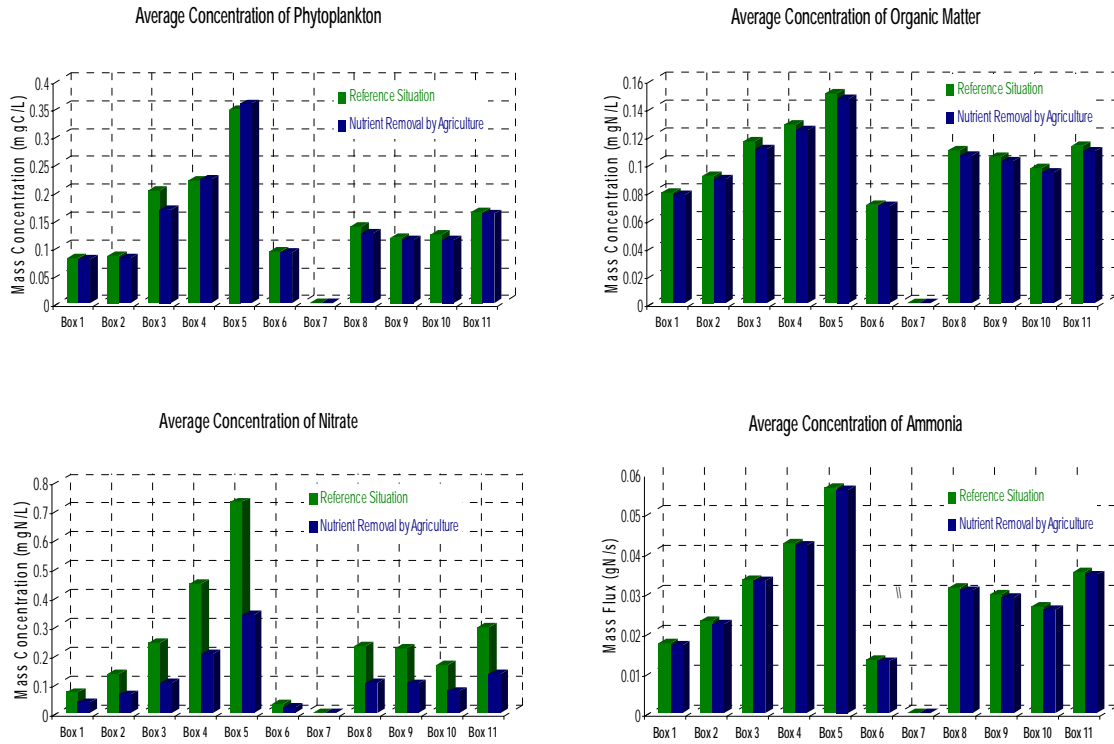 Average Concentration of Phytoplankton
Mass Concentration (mgC/L)
0.4
0.35
0.3
0.25
0.2
0.15
0.1
0.05
0
Reference Situation
Nutrient Removal by Agriculture
Box 1 Box 2 Box 3 Box 4 Box 5 Box 6 Box 7 Box 8 Box 9 Box 10 Box 11
Average Concentration of Organic Matter
Mass Concentration (mgN/L)
0.16
0.14
0.12
0.1
0.08
0.06
0.04
0.02
0
Reference Situation
Nutrient Removal by Agriculture
Box 1 Box 2 Box 3 Box 4 Box 5 Box 6 Box 7 Box 8 Box 9 Box 10 Box 11
Average Concentration of Nitrate
Mass Concentration (mgN/L)
0.8
0.7
0.6
0.5
0.4
0.3
0.2
0.1
0
Reference Situation
Nutrient Removal by Agriculture
Box 1 Box 2 Box 3 Box 4 Box 5 Box 6 Box 7 Box 8 Box 9 Box 10 Box 11
Average Concentration of Ammonia
Mass Flux (gN/s)
0.06
0.05
0.04
0.03
0.02
0.01
0
Reference Situation
Nutrient Removal by Agriculture
\\
Box 1 Box 2 Box 3 Box 4 Box 5 Box 6 Box 7 Box 8 Box 9 Box 10 Box 11